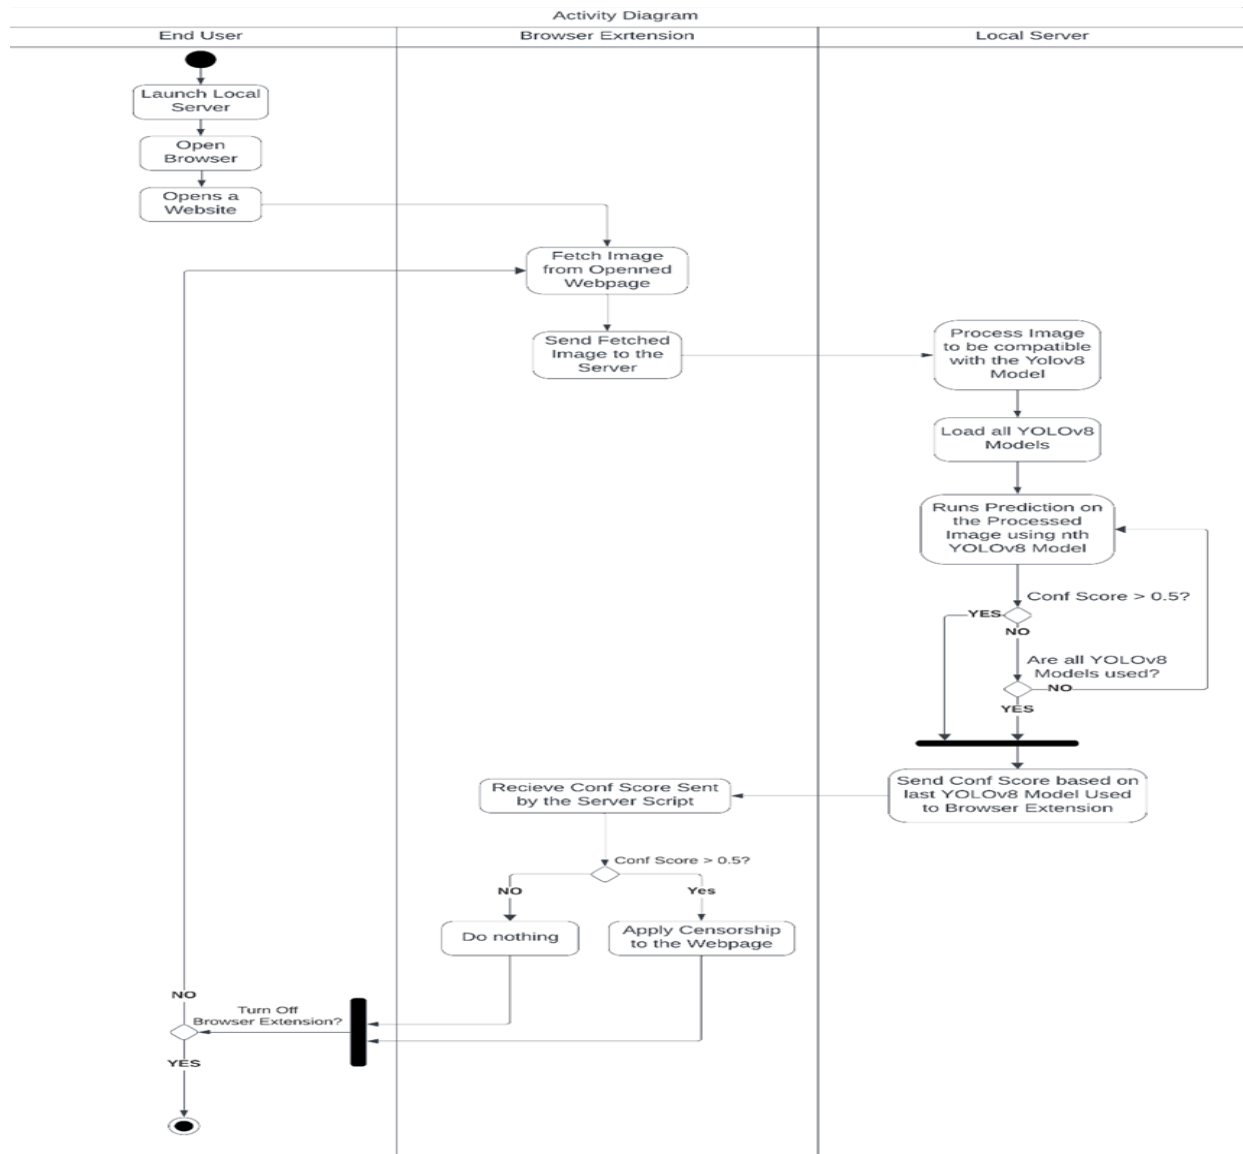 Activity Diagram
End User
Browser Exrtension
Local Server
Launch Local
Server
Open
Browser
Opens a
Website
Fetch Image
from Openned
Webpage
Send Fetched
Image to the
Server
Process Image
to be compatible
with the Yolov8
Model
Load all YOLOv8
Models
Runs Prediction on
the Processed
Image using nth
YOLOv8 Model
Conf Score > 0.5?
YES
NO
Are all YOLOv8
Models used?
NO
YES
Send Conf Score based on
last YOLOv8 Model Used
to Browser Extension
Recieve Conf Score Sent
by the Server Script
Conf Score > 0.5?
NO
Yes
Do nothing
Apply Censorship
to the Webpage
Turn Off
Browser Extension?
NO
YES